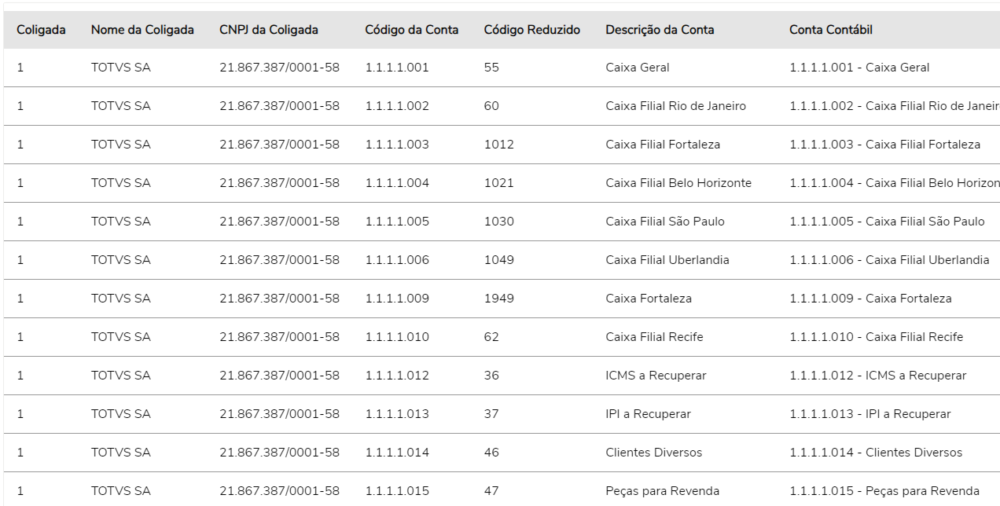 Coligada Nome da Coligada CNPJ da Coligada Código da Conta Código Reduzido Descrição da Conta Conta Contábil
1 TOTVS SA 21.867.387/0001-58 1.1.1.1.001 55 Caixa Geral 1.1.1.1.001 - Caixa Geral
1 TOTVS SA 21.867.387/0001-58 1.1.1.1.002 60 Caixa Filial Rio de Janeiro 1.1.1.1.002 - Caixa Filial Rio de Janeir
1 TOTVS SA 21.867.387/0001-58 1.1.1.1.003 1012 Caixa Filial Fortaleza 1.1.1.1.003 - Caixa Filial Fortaleza
1 TOTVS SA 21.867.387/0001-58 1.1.1.1.004 1021 Caixa Filial Belo Horizonte 1.1.1.1.004 - Caixa Filial Belo Horizon
1 TOTVS SA 21.867.387/0001-58 1.1.1.1.005 1030 Caixa Filial São Paulo 1.1.1.1.005 - Caixa Filial São Paulo
1 TOTVS SA 21.867.387/0001-58 1.1.1.1.006 1049 Caixa Filial Uberlandia 1.1.1.1.006 - Caixa Filial Uberlandia
1 TOTVS SA 21.867.387/0001-58 1.1.1.1.009 1949 Caixa Fortaleza 1.1.1.1.009 - Caixa Fortaleza
1 TOTVS SA 21.867.387/0001-58 1.1.1.1.010 62 Caixa Filial Recife 1.1.1.1.010 - Caixa Filial Recife
1 TOTVS SA 21.867.387/0001-58 1.1.1.1.012 36 ICMS a Recuperar 1.1.1.1.012 - ICMS a Recuperar
1 TOTVS SA 21.867.387/0001-58 1.1.1.1.013 37 IPI a Recuperar 1.1.1.1.013 - IPI a Recuperar
1 TOTVS SA 21.867.387/0001-58 1.1.1.1.014 46 Clientes Diversos 1.1.1.1.014 - Clientes Diversos
1 TOTVS SA 21.867.387/0001-58 1.1.1.1.015 47 Peças para Revenda 1.1.1.1.015 - Peças para Revenda